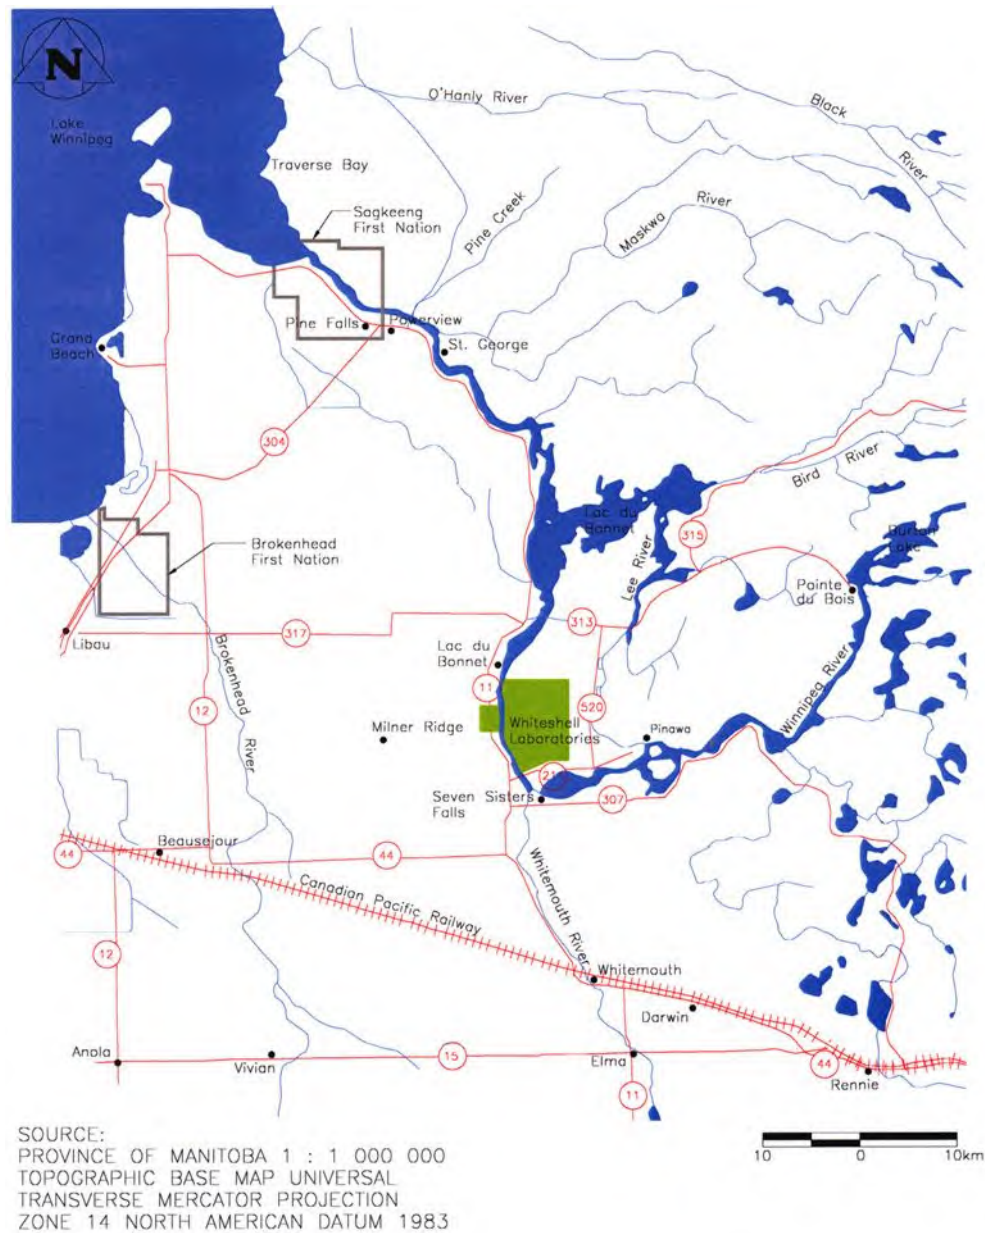 N
Lake
Winnipeg
O'Hanly River
Black
River
Traverse Bay
Sagkeeng
First Nation
Pine Creek
Maskwa
River
Pine Falls
Powerview
St. George
Grand
Beach
304
Bird
River
Lac du
Bonnet
315
Burton
Lake
Lee River
Brokenhead
First Nation
Pointe
du Bois
313
317
Libau
Lac du
Bonnet
11
12
Brokenhead
River
520
Winnipeg River
Whiteshell
Laboratories
Milner Ridge
Pinawa
Seven Sisters
Falls
307
Beausejour
44
44
Canadian Pacific Railway
Whitemouth
River
12
Whitemouth
Darwin
Anola
Vivian
15
Elma
44
Rennie
11
SOURCE:
PROVINCE OF MANITOBA 1 : 1 000 000
TOPOGRAPHIC BASE MAP UNIVERSAL
TRANSVERSE MERCATOR PROJECTION
ZONE 14 NORTH AMERICAN DATUM 1983
10 0 10km